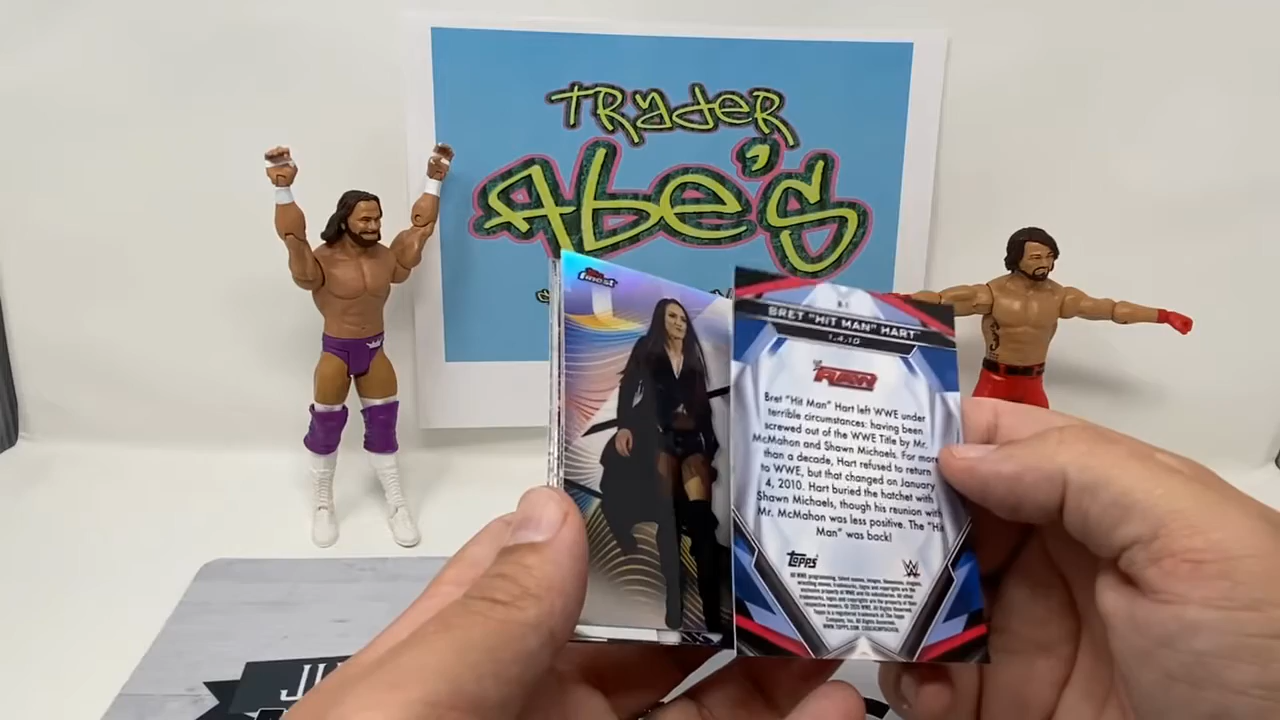 TRADER
Abe's
Finest
BRET "HIT MAN" HART
1.4.10
RAW
Bret "Hit Man" Hart left WWE under
terrible circumstances: having been
screwed out of the WWE Title by Mr.
McMahon and Shawn Michaels. For more
than a decade, Hart refused to return
to WWE, but that changed on January
4, 2010. Hart buried the hatchet with
Shawn Michaels, though his reunion with
Mr. McMahon was less positive. The "Hit
Man" was back!
TOPPS
W